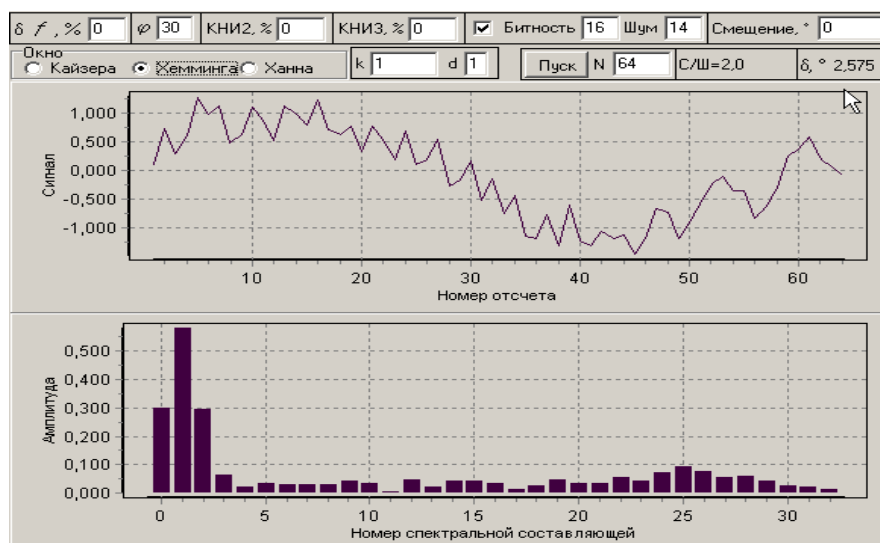 δ f , % 0 φ 30 КНИ2, % 0 КНИ3, % 0 Битность 16 Шум 14 Смещение, ° 0
Окно
Кайзера Хемминга Ханна k 1 d 1 Пуск N 64 С/Ш=2,0 δ, ° 2,575
1,000
0,500
0,000
-0,500
-1,000
Сигнал
10 20 30 40 50 60
Номер отсчета
0,500
0,400
0,300
0,200
0,100
0,000
Амплитуда
0 5 10 15 20 25 30
Номер спектральной составляющей